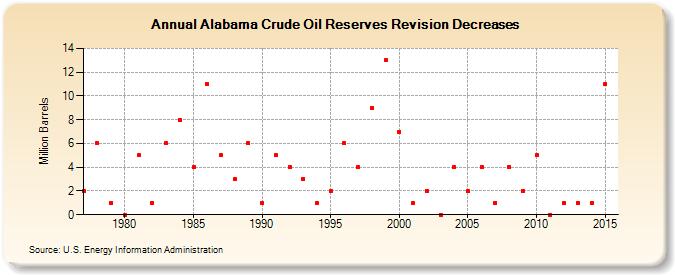 Annual Alabama Crude Oil Reserves Revision Decreases
Million Barrels
14
12
10
8
6
4
2
0
1980 1985 1990 1995 2000 2005 2010 2015
Source: U.S. Energy Information Administration